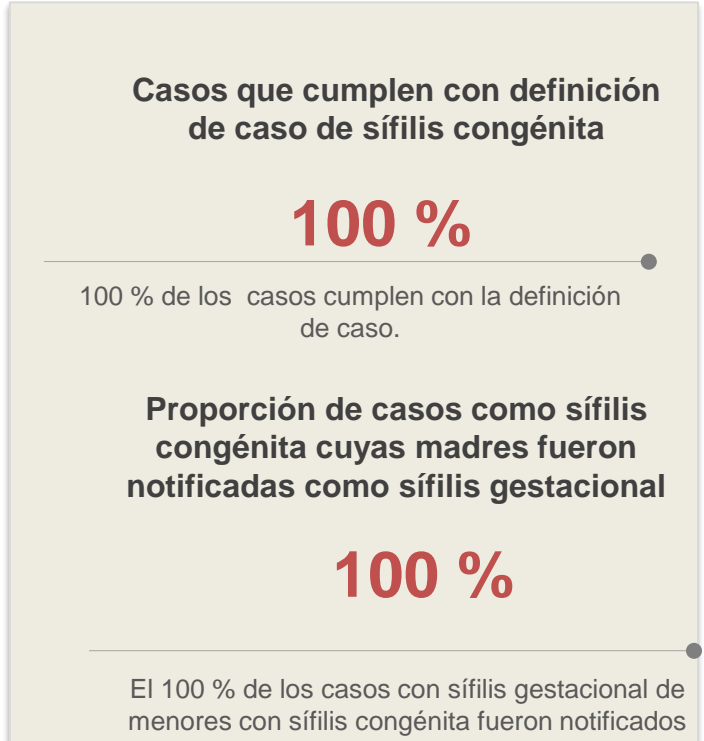 Casos que cumplen con definición
de caso de sífilis congénita
100 %
100 % de los  casos cumplen con la definición
de caso.
Proporción de casos como sífilis
congénita cuyas madres fueron
notificadas como sífilis gestacional
100 %
El 100 % de los casos con sífilis gestacional de
menores con sífilis congénita fueron notificados